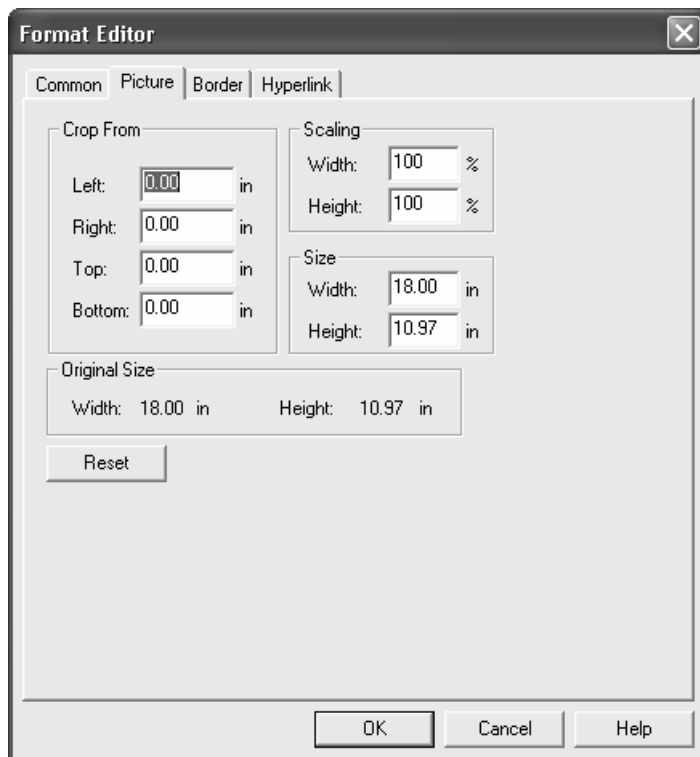 Format Editor
Common Picture Border Hyperlink
Crop From
Left: 0.00 in
Right: 0.00 in
Top: 0.00 in
Bottom: 0.00 in
Scaling
Width: 100 %
Height: 100 %
Size
Width: 18.00 in
Height: 10.97 in
Original Size
Width: 18.00 in Height: 10.97 in
Reset
OK Cancel Help